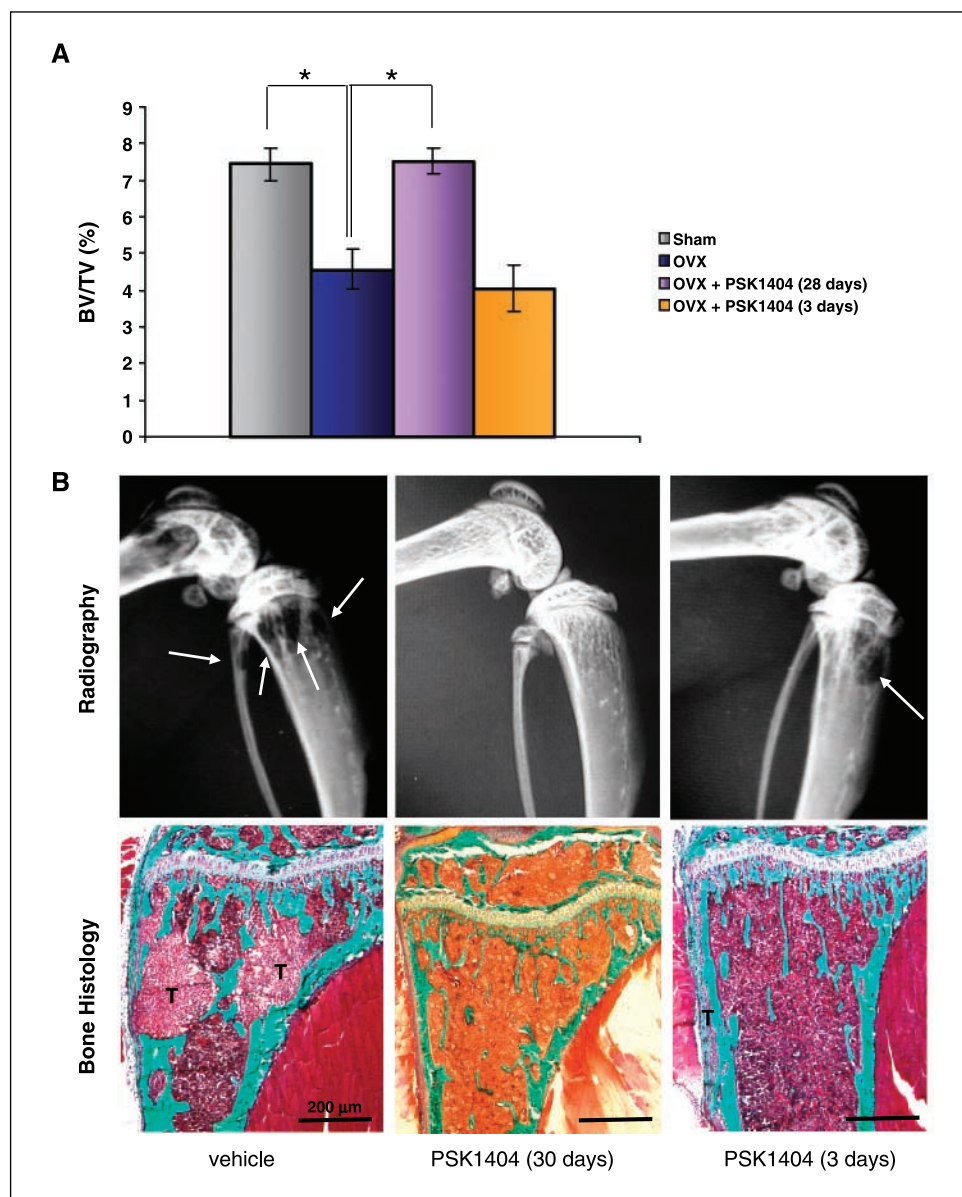 A
* *
9
8
7
6
5
4
3
2
1
0
BV/TV (%)
Sham
OVX
OVX + PSK1404 (28 days)
OVX + PSK1404 (3 days)
B
Radiography
Bone Histology
T
T
200 μm
T
vehicle
PSK1404 (30 days)
PSK1404 (3 days)